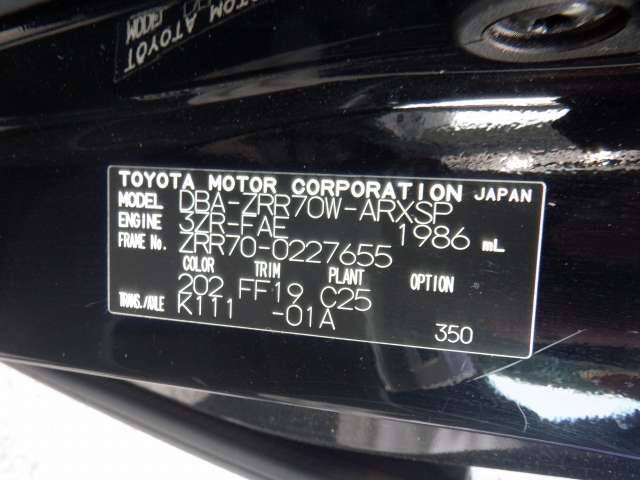 TOYOTA MOTOR CORPORATION JAPAN
MODEL DBA-ZRR70W-ARXSP
ENGINE 3ZR-FAE 1986 mL
FRAME No. ZRR70-0227655
COLOR TRIM PLANT OPTION
202 FF19 C25
TRANS./AXLE K111 -01A 350